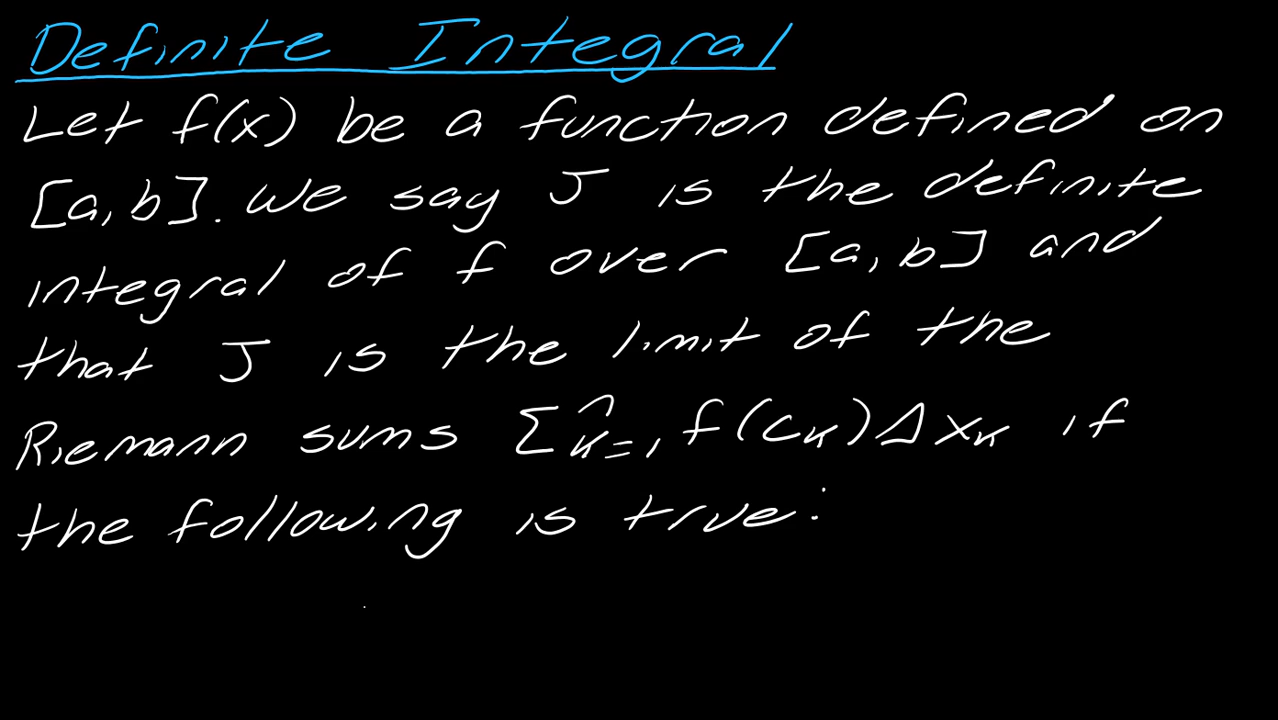 Definite Integral
Let f(x) be a function defined on
[a, b]. We say J is the definite
integral of f over [a, b] and
that J is the limit of the
Riemann sums ∑ⁿₖ₌₁ f(cₖ)Δxₖ if
the following is true: